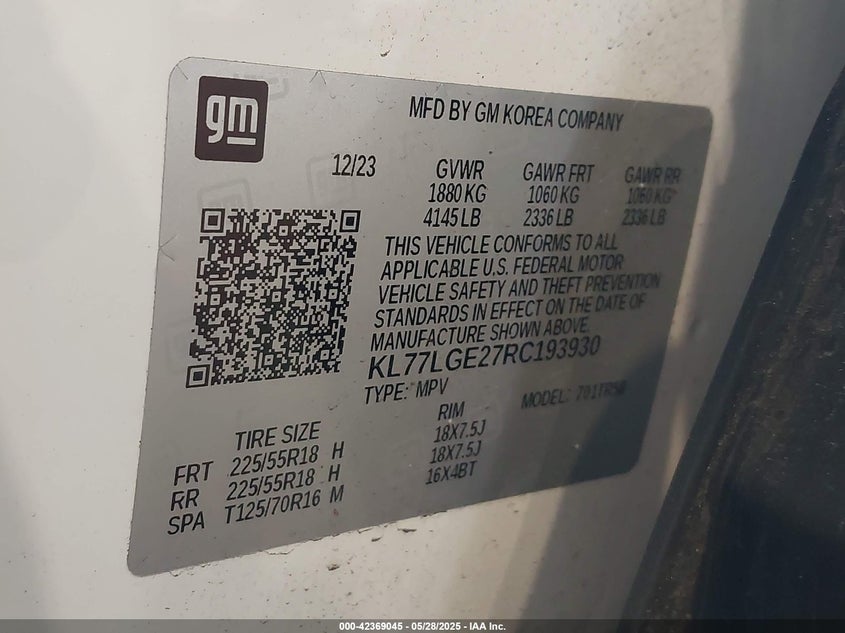 gm
MFD BY GM KOREA COMPANY
12/23 GVWR GAWR FRT GAWR RR
1880 KG 1060 KG 1060 KG
4145 LB 2336 LB 2336 LB
THIS VEHICLE CONFORMS TO ALL
APPLICABLE U.S. FEDERAL MOTOR
VEHICLE SAFETY AND THEFT PREVENTION
STANDARDS IN EFFECT ON THE DATE OF
MANUFACTURE SHOWN ABOVE.
KL77LGE27RC193930
TYPE: MPV MODEL:
TIRE SIZE RIM
FRT 225/55R18 H 18X7.5J
RR 225/55R18 H 18X7.5J
SPA T125/70R16 M 16X4BT
000-42369045 - 05/28/2025 - IAA Inc.